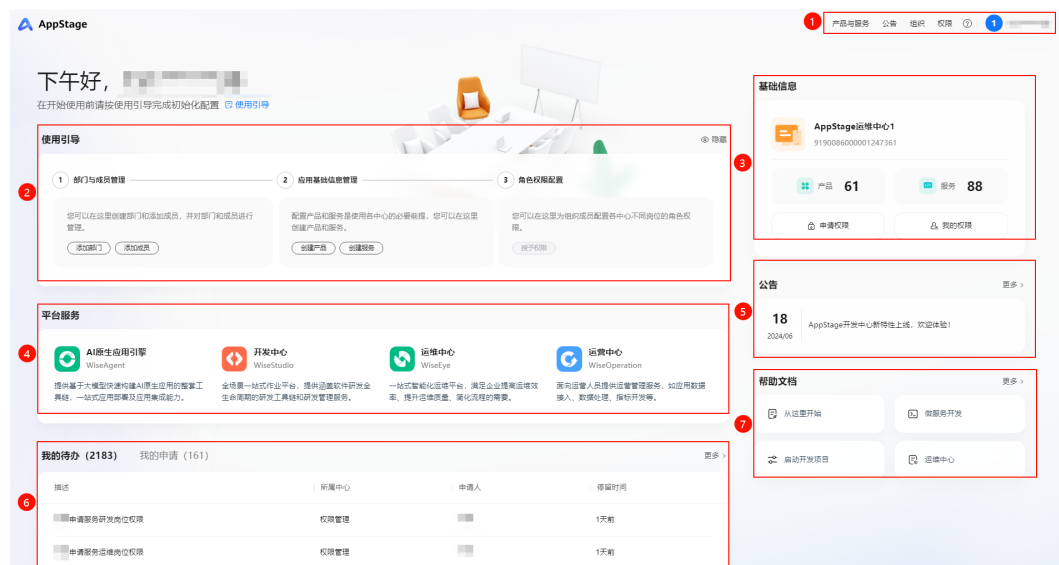 AppStage
1
产品与服务 公告 组织 权限 ? 1
下午好，
在开始使用前请按使用引导完成初始化配置 使用引导
使用引导
隐藏
2
1 部门与成员管理
2 应用基础信息管理
3 角色权限配置
您可以在这里创建部门和添加成员，并对部门和成员进行
管理。
添加部门 添加成员
配置产品和服务是使用各中心的必要前提，您可以在这里
创建产品和服务。
创建产品 创建服务
您可以在这里为组织成员配置各中心不同岗位的角色权
限。
授予权限
3
基础信息
AppStage运维中心1
9190086000001247361
产品 61
服务 88
申请权限
我的权限
4
平台服务
AI原生应用引擎
WiseAgent
提供基于大模型快速构建AI原生应用的整套工
具链，一站式应用部署及应用集成能力。
开发中心
WiseStudio
全场景一站式作业平台，提供涵盖软件研发全
生命周期的研发工具链和研发管理服务。
运维中心
WiseEye
一站式智能化运维平台，满足企业提高运维效
率、提升运维质量、简化流程的需要。
运营中心
WiseOperation
面向运营人员提供运营管理服务，如应用数据
接入、数据处理、指标开发等。
5
公告
更多 >
18
2024/06
AppStage开发中心新特性上线，欢迎体验！
6
我的待办（2183） 我的申请（161）
更多 >
描述 所属中心 申请人 停留时间
申请服务研发岗位权限 权限管理 1天前
申请服务运维岗位权限 权限管理 1天前
7
帮助文档
更多 >
从这里开始
做服务开发
启动开发项目
运维中心